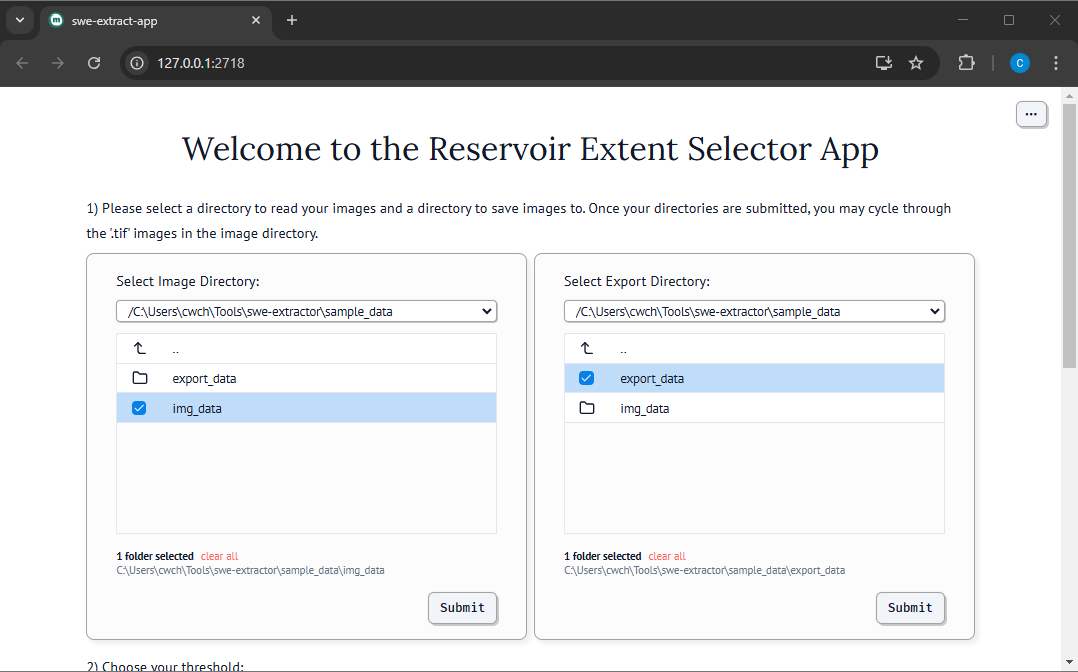 swe-extract-app
127.0.0.1:2718
C
Welcome to the Reservoir Extent Selector App
1) Please select a directory to read your images and a directory to save images to. Once your directories are submitted, you may cycle through
the '.tif' images in the image directory.
Select Image Directory:
/C:\Users\cwch\Tools\swe-extractor\sample_data
..
export_data
img_data
1 folder selected clear all
C:\Users\cwch\Tools\swe-extractor\sample_data\img_data
Submit
Select Export Directory:
/C:\Users\cwch\Tools\swe-extractor\sample_data
..
export_data
img_data
1 folder selected clear all
C:\Users\cwch\Tools\swe-extractor\sample_data\export_data
Submit
2) Choose your threshold: